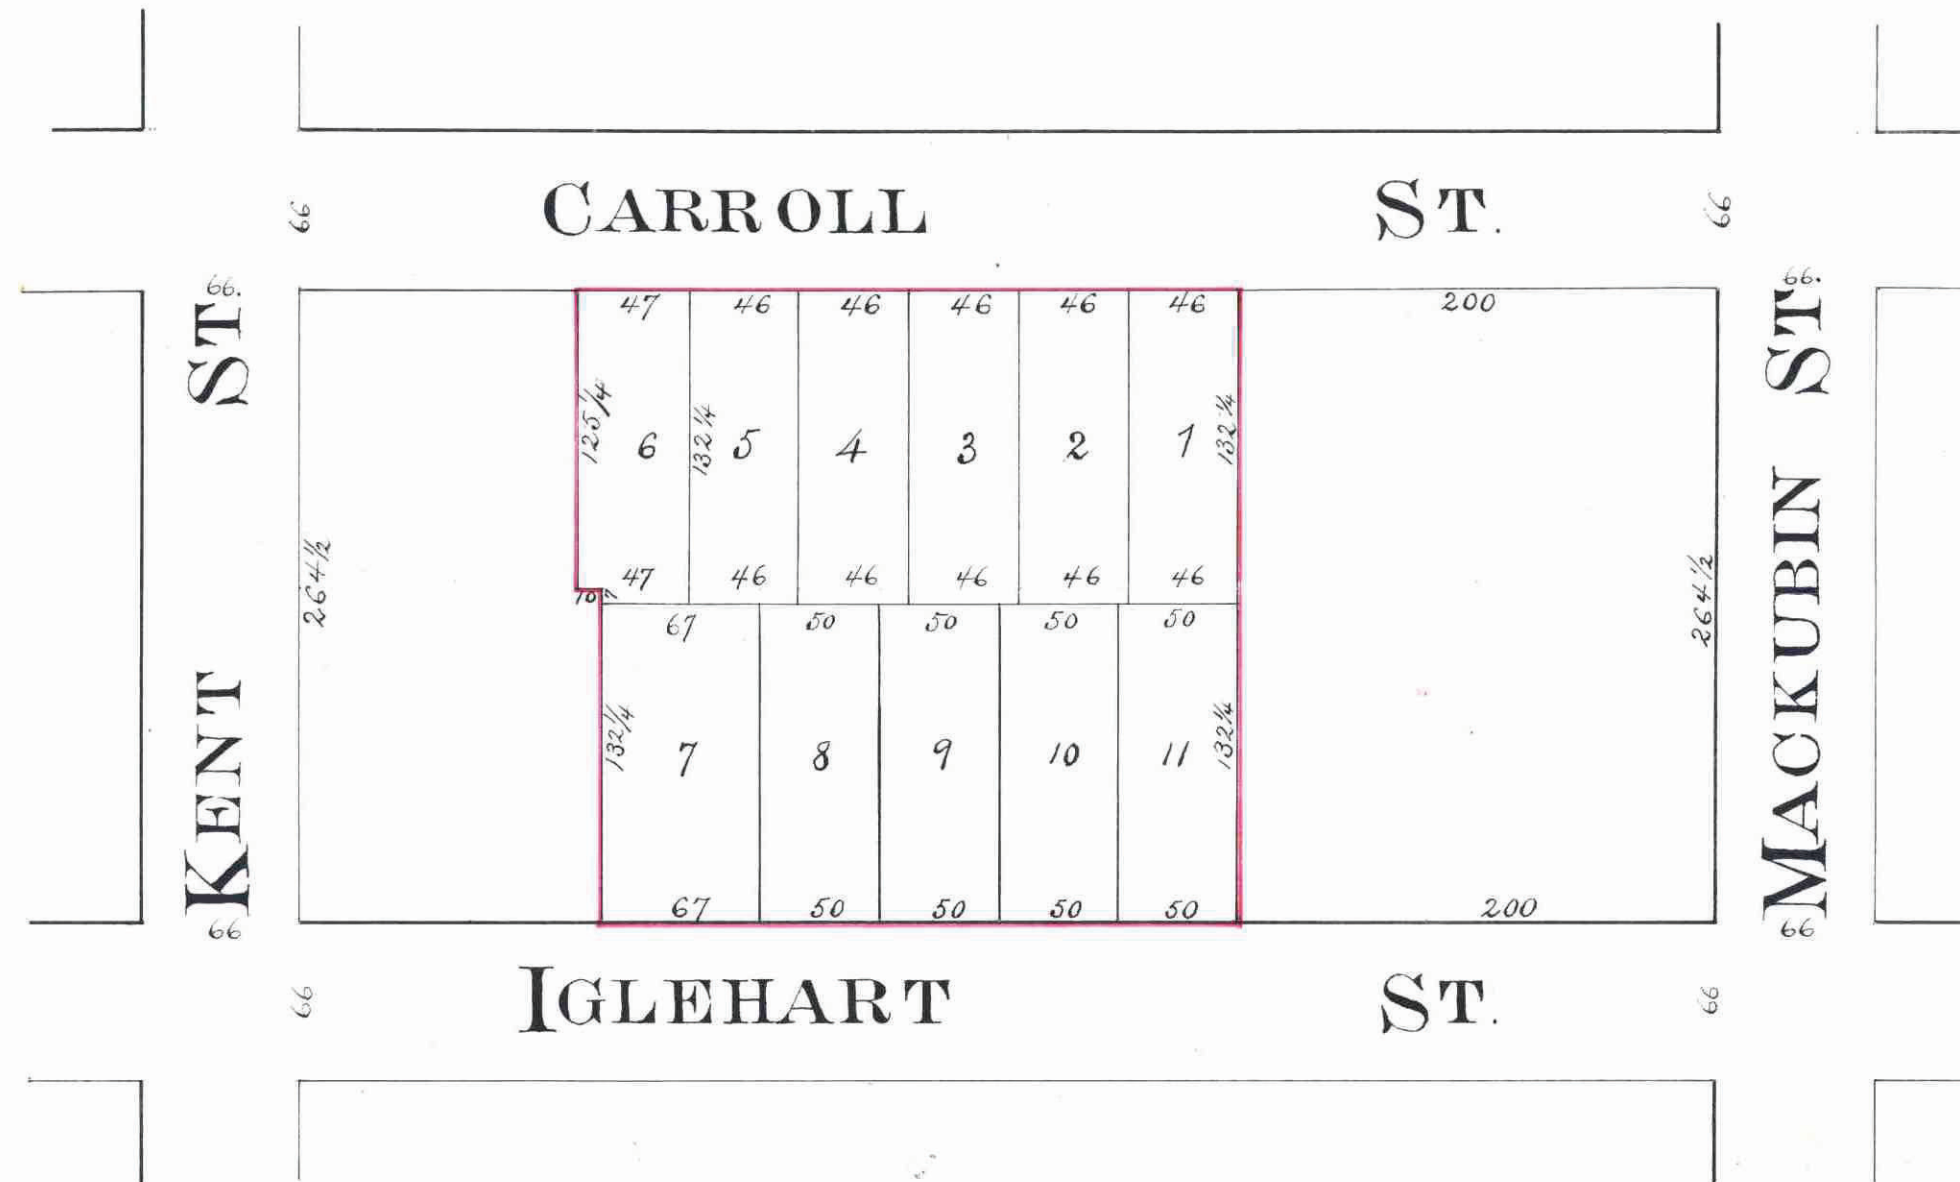 66
CARROLL ST.
66
66.
66.
KENT ST.
MACKUBIN ST.
47 46 46 46 46 46 200
125 1/4 132 1/4 132 1/4
6 5 4 3 2 1
264 1/2
264 1/2
47 46 46 46 46 46
10 7
67 50 50 50 50
132 1/4 132 1/4
7 8 9 10 11
67 50 50 50 50 200
66
66
66
IGLEHART ST.
66